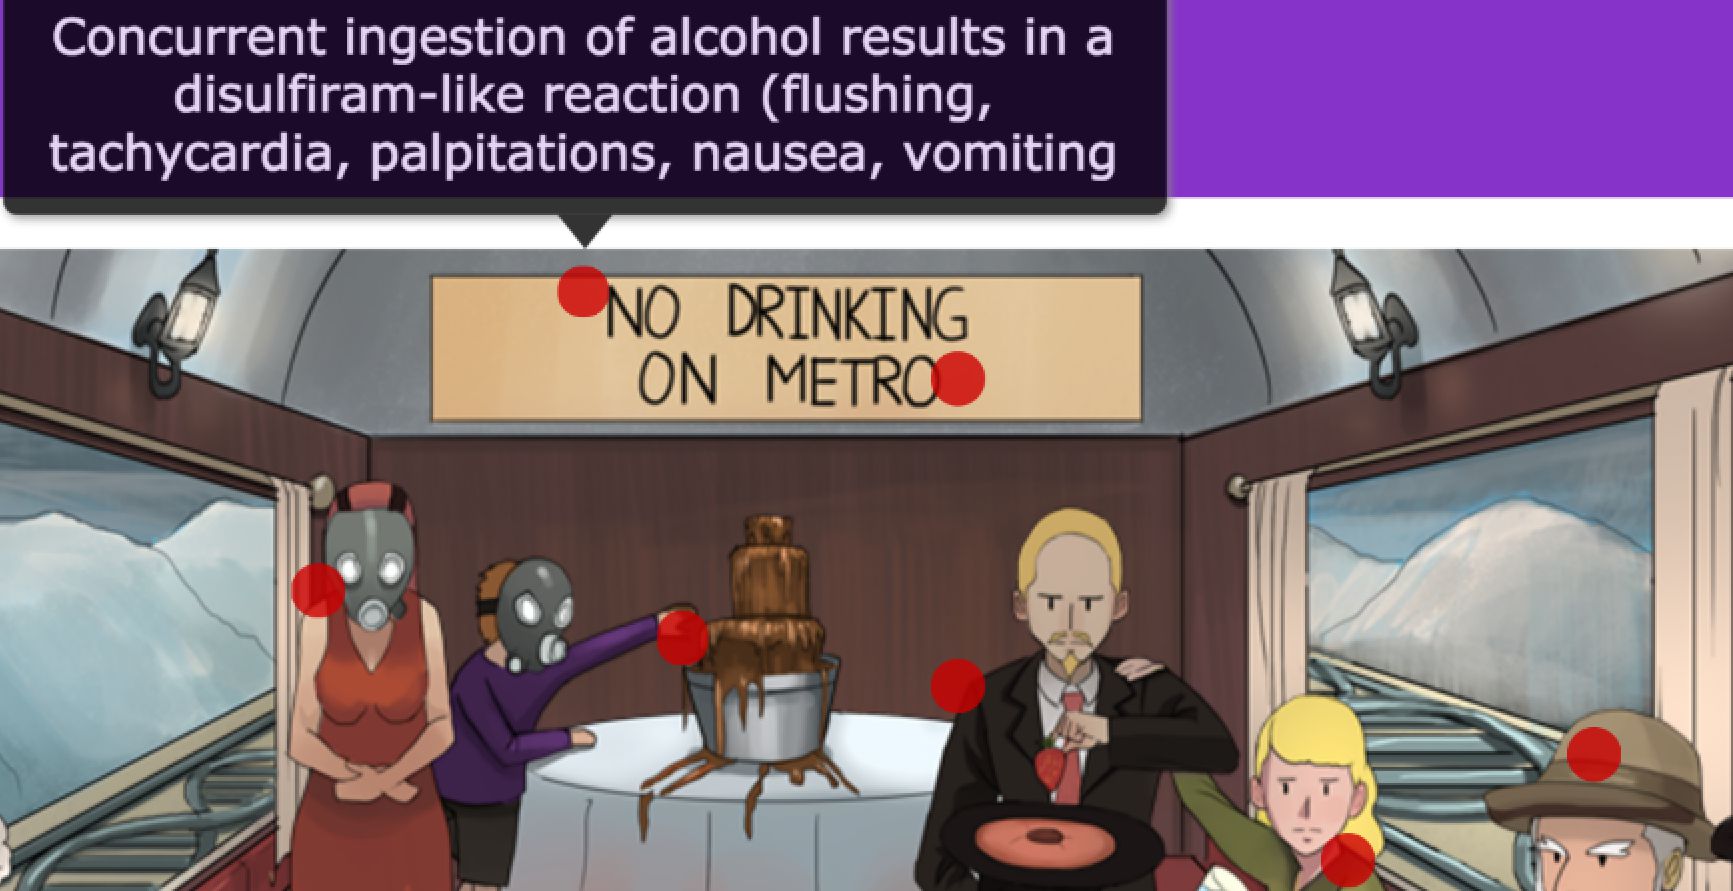 Concurrent ingestion of alcohol results in a
disulfiram-like reaction (flushing,
tachycardia, palpitations, nausea, vomiting
NO DRINKING
ON METRO